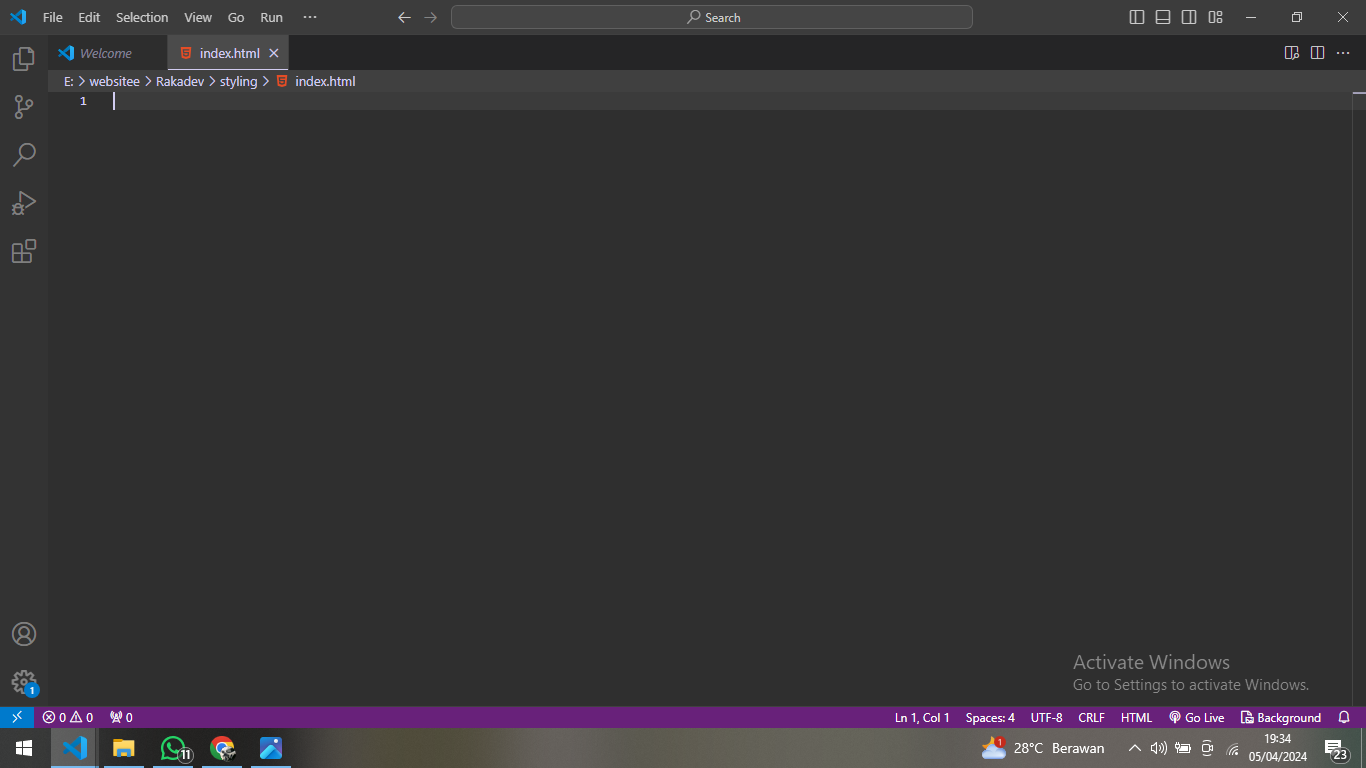 File Edit Selection View Go Run ··· Search
Welcome index.html
E: > websitee > Rakadev > styling > index.html
1
Activate Windows
Go to Settings to activate Windows.
1
0 0 0 Ln 1, Col 1 Spaces: 4 UTF-8 CRLF HTML Go Live Background
11 1 28°C Berawan 19:34
05/04/2024 23